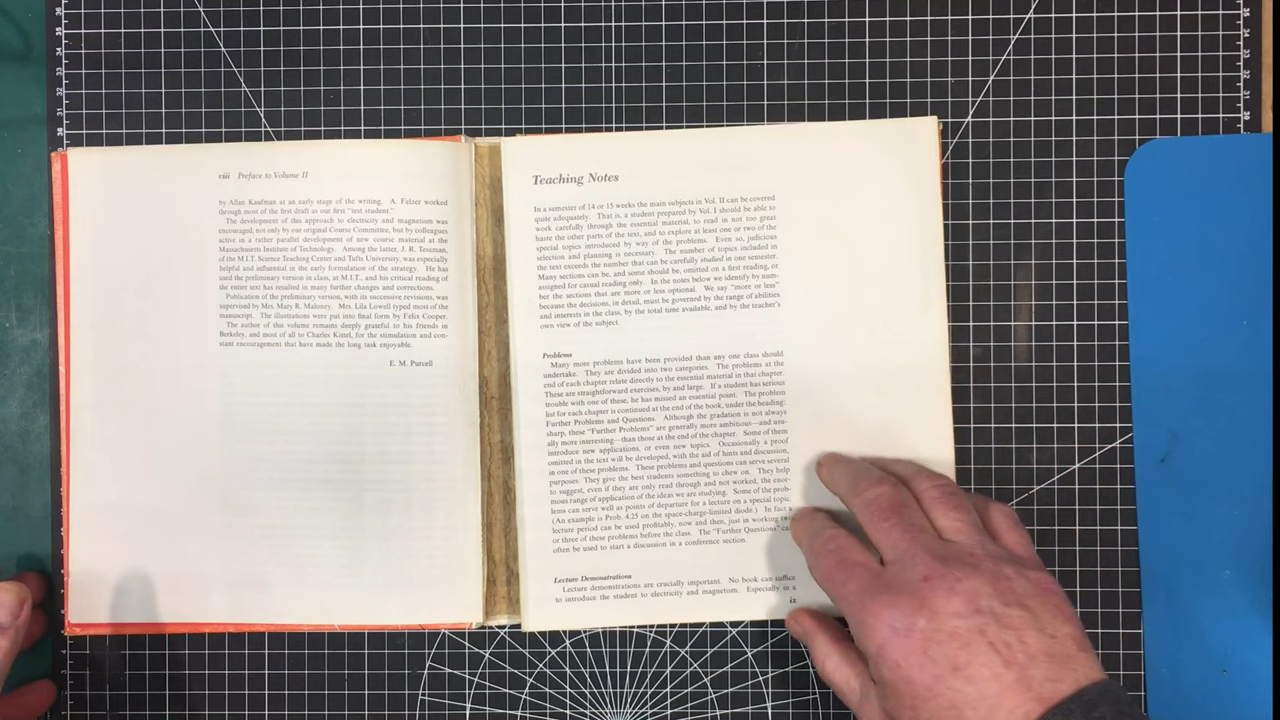 viii Preface to Volume II
by Allan Kaufman at an early stage of the writing. A. Felzer worked
through most of the first draft as our first "test student."
The development of this approach to electricity and magnetism was
encouraged, not only by our original Course Committee, but by colleagues
active in a rather parallel development of new course material at the
Massachusetts Institute of Technology. Among the latter, J. R. Tessman,
of the M.I.T. Science Teaching Center and Tufts University, was especially
helpful and influential in the early formulation of the strategy. He has
used the preliminary version in class, at M.I.T., and his critical reading of
the entire text has resulted in many further changes and corrections.
Publication of the preliminary version, with its successive revisions, was
supervised by Mrs. Mary R. Maloney. Mrs. Lila Lowell typed most of the
manuscript. The illustrations were put into final form by Felix Cooper.
The author of this volume remains deeply grateful to his friends in
Berkeley, and most of all to Charles Kittel, for the stimulation and con-
stant encouragement that have made the long task enjoyable.
E. M. Purcell
Teaching Notes
In a semester of 14 or 15 weeks the main subjects in Vol. II can be covered
quite adequately. That is, a student prepared by Vol. I should be able to
work carefully through the essential material, to read in not too great
haste the other parts of the text, and to explore at least one or two of the
special topics introduced by way of the problems. Even so, judicious
selection and planning is necessary. The number of topics included in
the text exceeds the number that can be carefully studied in one semester.
Many sections can be, and some should be, omitted on a first reading, or
assigned for casual reading only. In the notes below we identify by num-
ber the sections that are more or less optional. We say "more or less"
because the decisions, in detail, must be governed by the range of abilities
and interests in the class, by the total time available, and by the teacher's
own view of the subject.
Problems
Many more problems have been provided than any one class should
undertake. They are divided into two categories. The problems at the
end of each chapter relate directly to the essential material in that chapter.
These are straightforward exercises, by and large. If a student has serious
trouble with one of these, he has missed an essential point. The problem
list for each chapter is continued at the end of the book, under the heading:
Further Problems and Questions. Although the gradation is not always
sharp, these "Further Problems" are generally more ambitious—and usu-
ally more interesting—than those at the end of the chapter. Some of them
introduce new applications, or even new topics. Occasionally a proof
omitted in the text will be developed, with the aid of hints and discussion,
in one of these problems. These problems and questions can serve several
purposes: They give the best students something to chew on. They help
to suggest, even if they are only read through and not worked, the enor-
mous range of application of the ideas we are studying. Some of the prob-
lems can serve well as points of departure for a lecture on a special topic.
(An example is Prob. 4.25 on the space-charge-limited diode.) In fact a
lecture period can be used profitably, now and then, just in working two
or three of these problems before the class. The "Further Questions" can
often be used to start a discussion in a conference section.
Lecture Demonstrations
Lecture demonstrations are crucially important. No book can suffice
to introduce the student to electricity and magnetism. Especially in a
ix